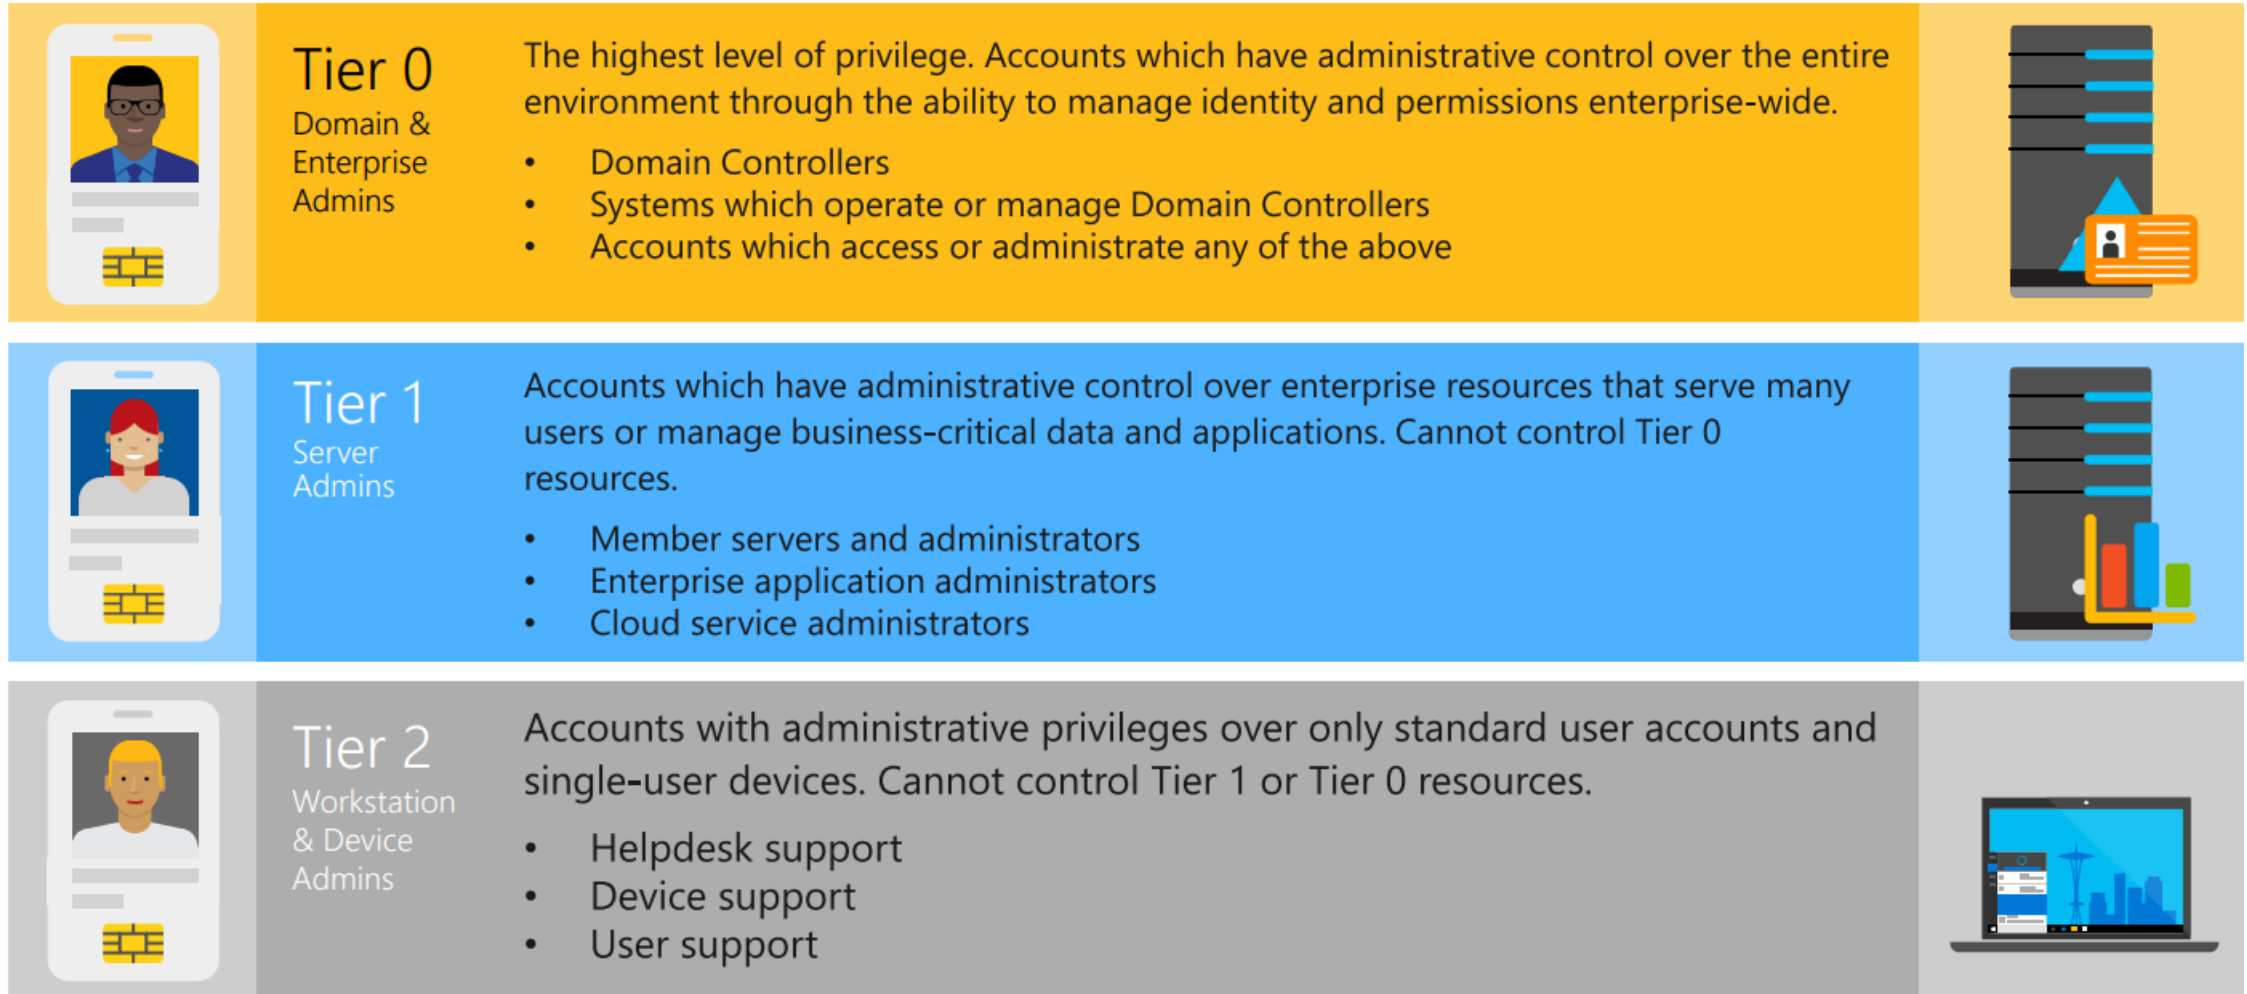 Tier 0
Domain &
Enterprise
Admins
The highest level of privilege. Accounts which have administrative control over the entire
environment through the ability to manage identity and permissions enterprise-wide.
• Domain Controllers
• Systems which operate or manage Domain Controllers
• Accounts which access or administrate any of the above
Tier 1
Server
Admins
Accounts which have administrative control over enterprise resources that serve many
users or manage business-critical data and applications. Cannot control Tier 0
resources.
• Member servers and administrators
• Enterprise application administrators
• Cloud service administrators
Tier 2
Workstation
& Device
Admins
Accounts with administrative privileges over only standard user accounts and
single-user devices. Cannot control Tier 1 or Tier 0 resources.
• Helpdesk support
• Device support
• User support